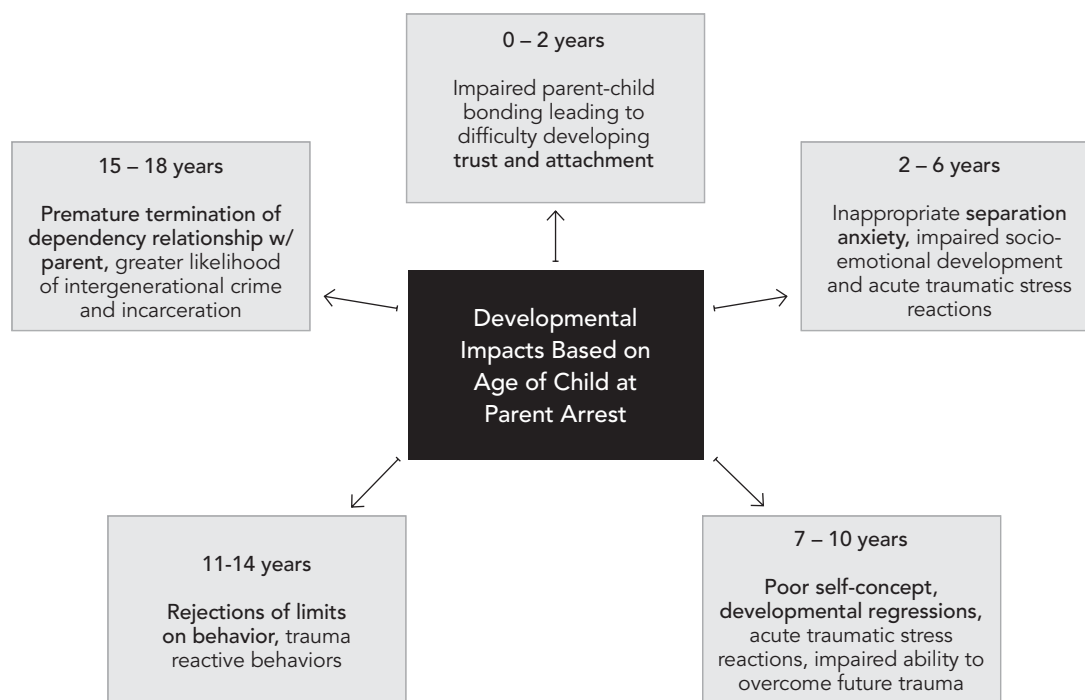 0 – 2 years
Impaired parent-child
bonding leading to
difficulty developing
trust and attachment
15 – 18 years
Premature termination of
dependency relationship w/
parent, greater likelihood
of intergenerational crime
and incarceration
2 – 6 years
Inappropriate separation
anxiety, impaired socio-
emotional development
and acute traumatic stress
reactions
Developmental
Impacts Based on
Age of Child at
Parent Arrest
11-14 years
Rejections of limits
on behavior, trauma
reactive behaviors
7 – 10 years
Poor self-concept,
developmental regressions,
acute traumatic stress
reactions, impaired ability to
overcome future trauma